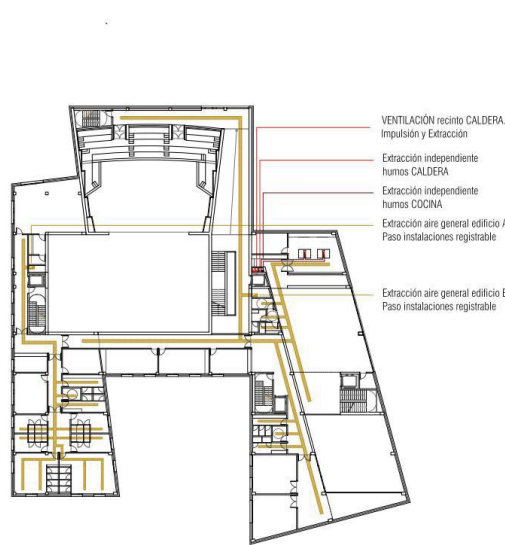 VENTILACIÓN recinto CALDERA.
Impulsión y Extracción
Extracción independiente
humos CALDERA
Extracción independiente
humos COCINA
Extracción aire general edificio A
Paso instalaciones registrable
Extracción aire general edificio B
Paso instalaciones registrable